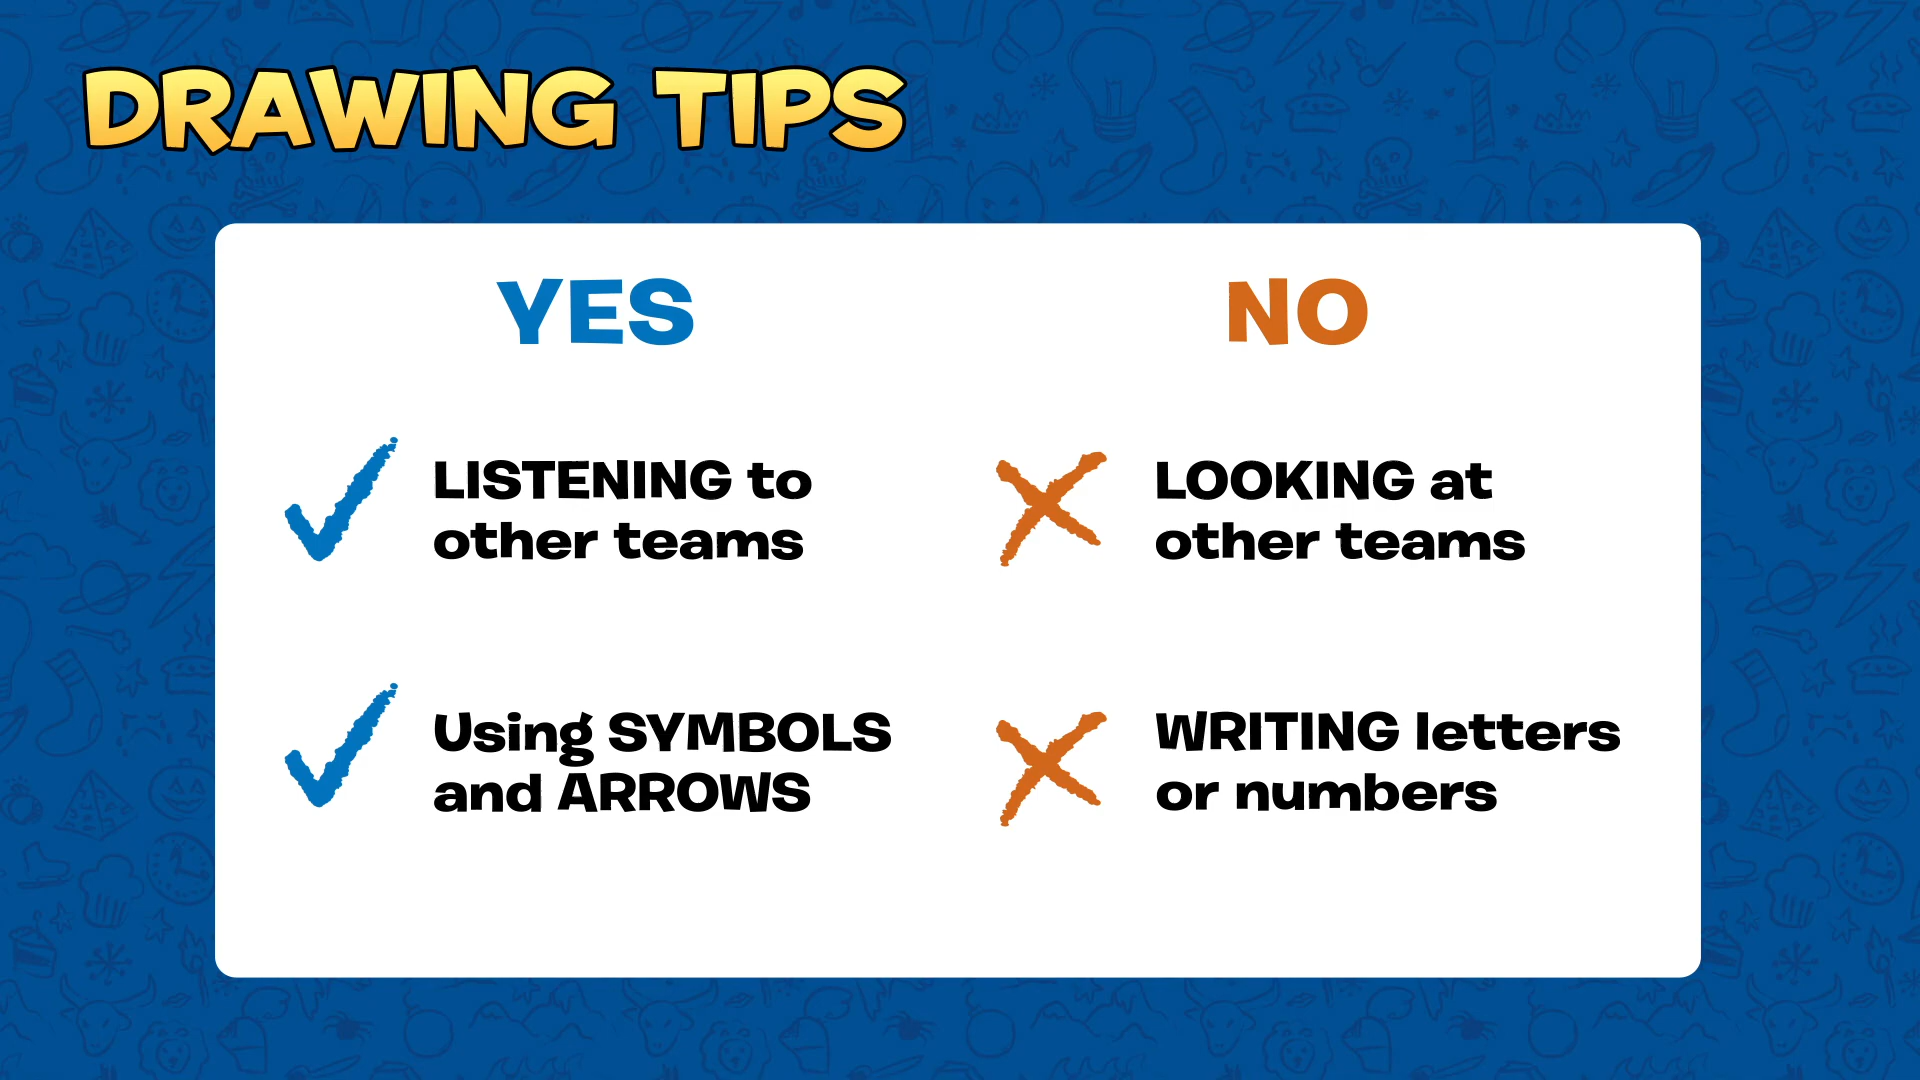 DRAWING TIPS
YES
LISTENING to
other teams
Using SYMBOLS
and ARROWS
NO
LOOKING at
other teams
WRITING letters
or numbers